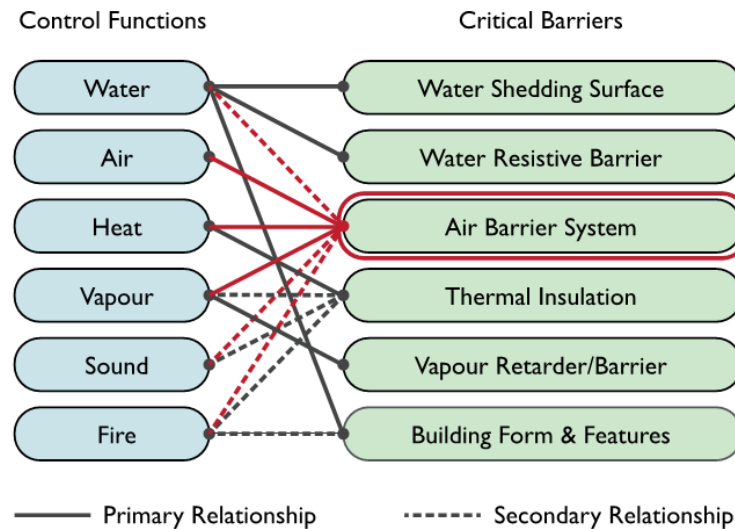 Control Functions
Critical Barriers
Water
Water Shedding Surface
Air
Water Resistive Barrier
Heat
Air Barrier System
Vapour
Thermal Insulation
Sound
Vapour Retarder/Barrier
Fire
Building Form & Features
Primary Relationship
Secondary Relationship